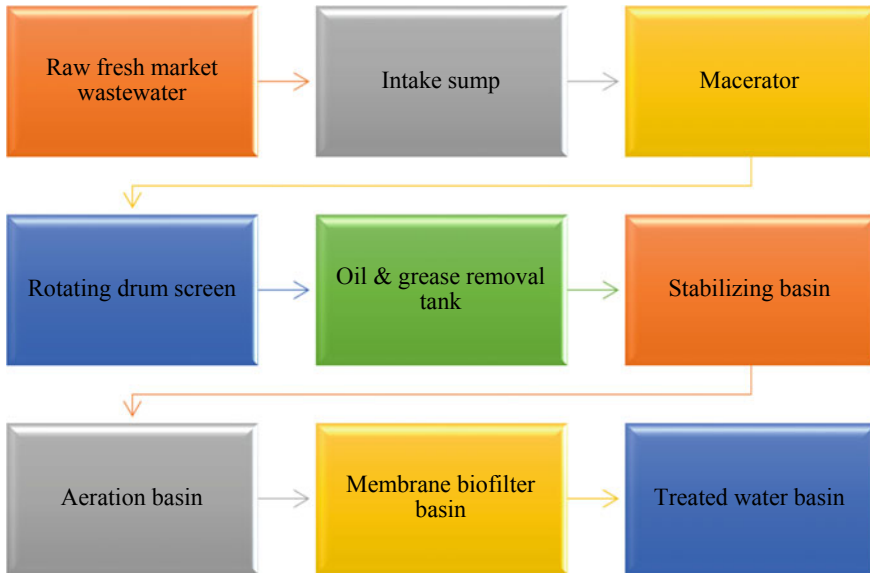 Raw fresh market
wastewater
Intake sump
Macerator
Rotating drum screen
Oil & grease removal
tank
Stabilizing basin
Aeration basin
Membrane biofilter
basin
Treated water basin